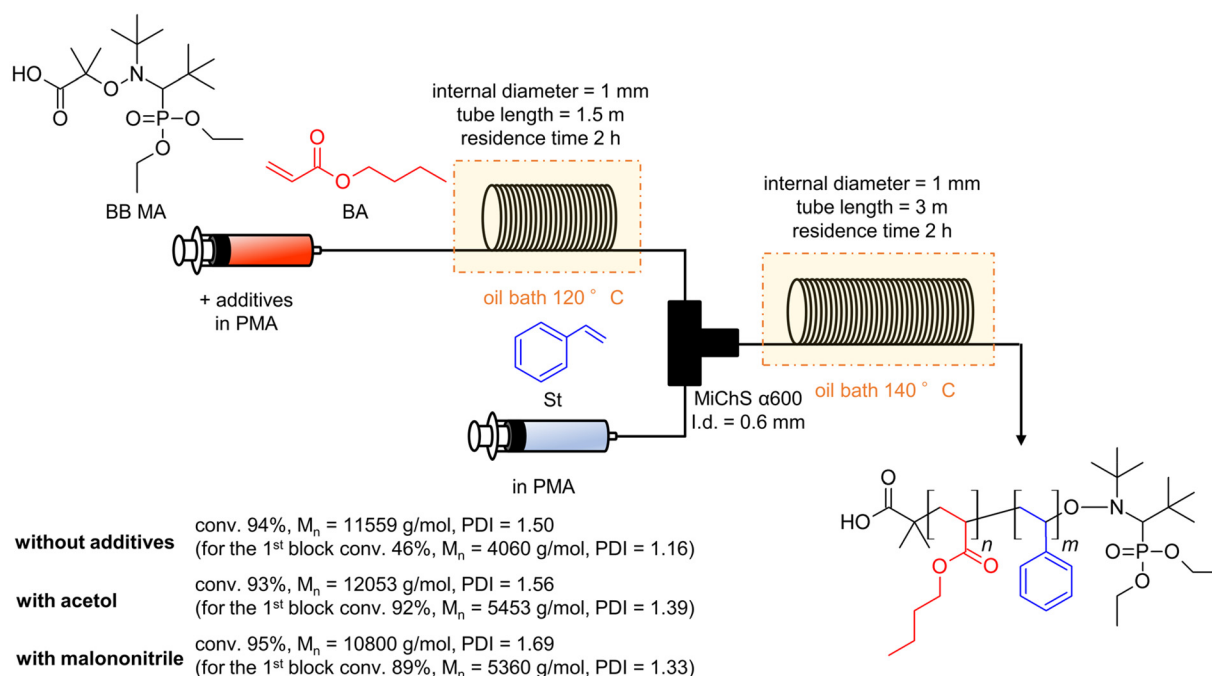 HO
O
O
N
O=P
O
O
BB MA
O
O
BA
internal diameter = 1 mm
tube length = 1.5 m
residence time 2 h
oil bath 120° C
+ additives
in PMA
St
in PMA
MiChS α600
I.d. = 0.6 mm
internal diameter = 1 mm
tube length = 3 m
residence time 2 h
oil bath 140° C
O
HO
n
m
O
N
O
O
O=P
O
O
without additives
conv. 94%, Mn = 11559 g/mol, PDI = 1.50
(for the 1st block conv. 46%, Mn = 4060 g/mol, PDI = 1.16)
with acetol
conv. 93%, Mn = 12053 g/mol, PDI = 1.56
(for the 1st block conv. 92%, Mn = 5453 g/mol, PDI = 1.39)
with malononitrile
conv. 95%, Mn = 10800 g/mol, PDI = 1.69
(for the 1st block conv. 89%, Mn = 5360 g/mol, PDI = 1.33)